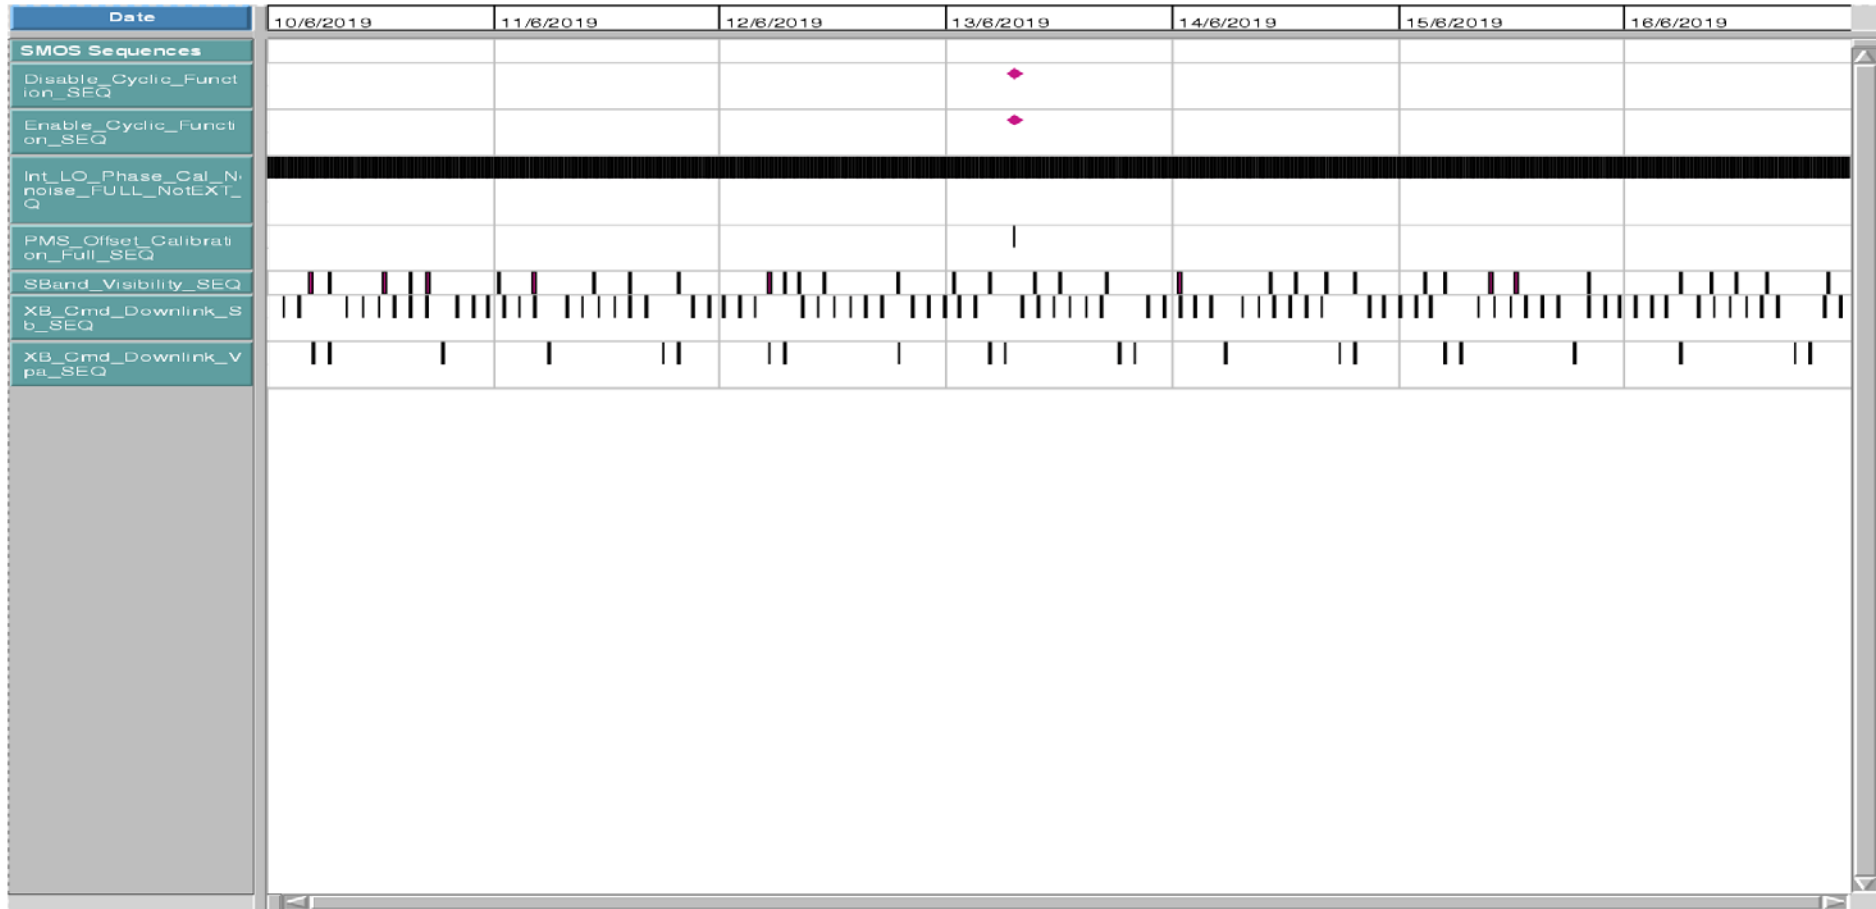 Date
10/6/2019 11/6/2019 12/6/2019 13/6/2019 14/6/2019 15/6/2019 16/6/2019
SMOS Sequences
Disable_Cyclic_Funct
ion_SEQ
Enable_Cyclic_Functi
on_SEQ
Int_LO_Phase_Cal_N
noise_FULL_NotEXT_
Q
PMS_Offset_Calibrati
on_Full_SEQ
SBand_Visibility_SEQ
XB_Cmd_Downlink_S
b_SEQ
XB_Cmd_Downlink_V
pa_SEQ